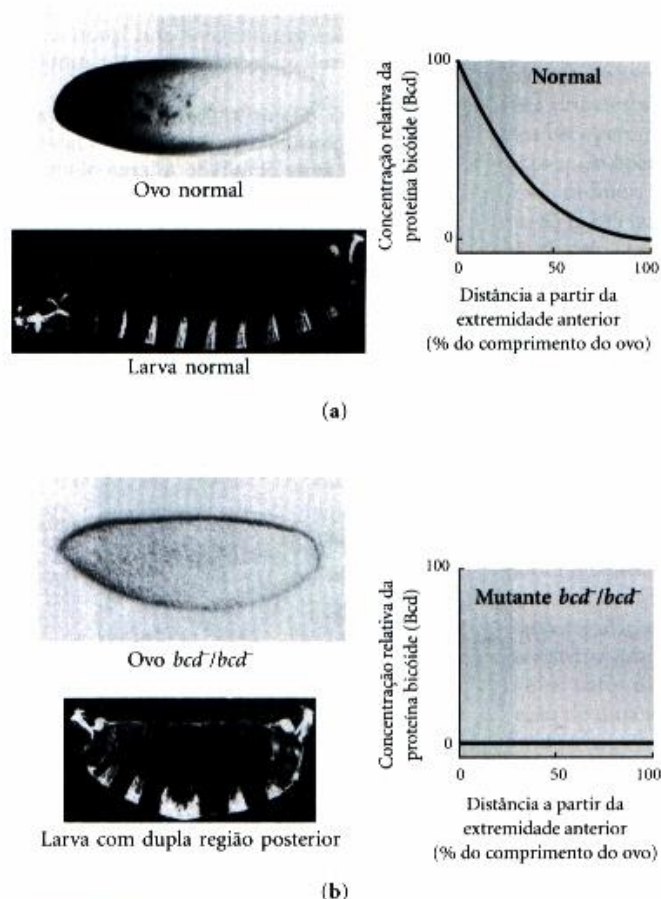 Ovo normal
Larva normal
Concentração relativa da
proteína bicóide (Bcd)
100
0
Normal
0
50
100
Distância a partir da
extremidade anterior
(% do comprimento do ovo)
(a)
Ovo bcd⁻/bcd⁻
Larva com dupla região posterior
Concentração relativa da
proteína bicóide (Bcd)
100
0
Mutante bcd⁻/bcd⁻
0
50
100
Distância a partir da
extremidade anterior
(% do comprimento do ovo)
(b)